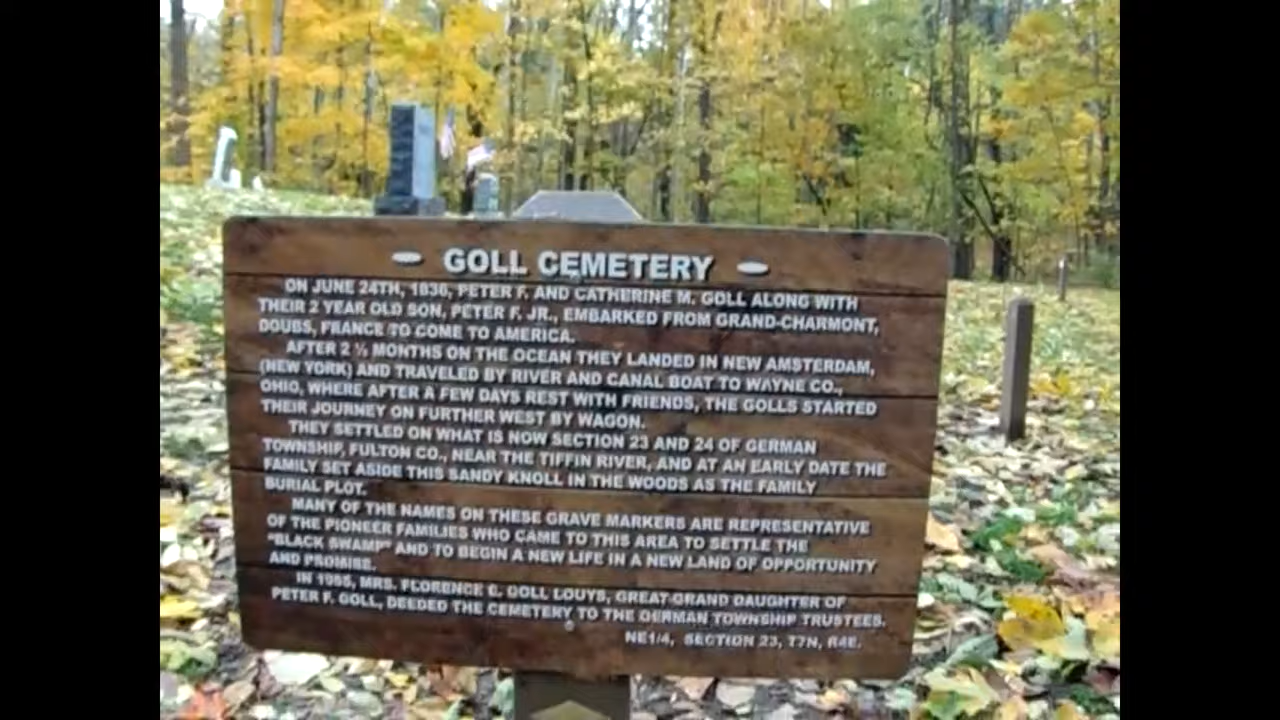 GOLL CEMETERY
ON JUNE 24TH, 1836, PETER F. AND CATHERINE M. GOLL ALONG WITH
THEIR 2 YEAR OLD SON, PETER F. JR., EMBARKED FROM GRAND-CHARMONT,
DOUBS, FRANCE TO COME TO AMERICA.
AFTER 2 ½ MONTHS ON THE OCEAN THEY LANDED IN NEW AMSTERDAM,
(NEW YORK) AND TRAVELED BY RIVER AND CANAL BOAT TO WAYNE CO.,
OHIO, WHERE AFTER A FEW DAYS REST WITH FRIENDS, THE GOLLS STARTED
THEIR JOURNEY ON FURTHER WEST BY WAGON.
THEY SETTLED ON WHAT IS NOW SECTION 23 AND 24 OF GERMAN
TOWNSHIP, FULTON CO., NEAR THE TIFFIN RIVER, AND AT AN EARLY DATE THE
FAMILY SET ASIDE THIS SANDY KNOLL IN THE WOODS AS THE FAMILY
BURIAL PLOT.
MANY OF THE NAMES ON THESE GRAVE MARKERS ARE REPRESENTATIVE
OF THE PIONEER FAMILIES WHO CAME TO THIS AREA TO SETTLE THE
"BLACK SWAMP" AND TO BEGIN A NEW LIFE IN A NEW LAND OF OPPORTUNITY
AND PROMISE.
IN MRS. FLORENCE GOLL LOUYS, GREAT-GRAND DAUGHTER OF
PETER F. GOLL, DEEDED THE CEMETERY TO THE GERMAN TOWNSHIP TRUSTEES.
NE1/4, SECTION 23, T7N, R4E.